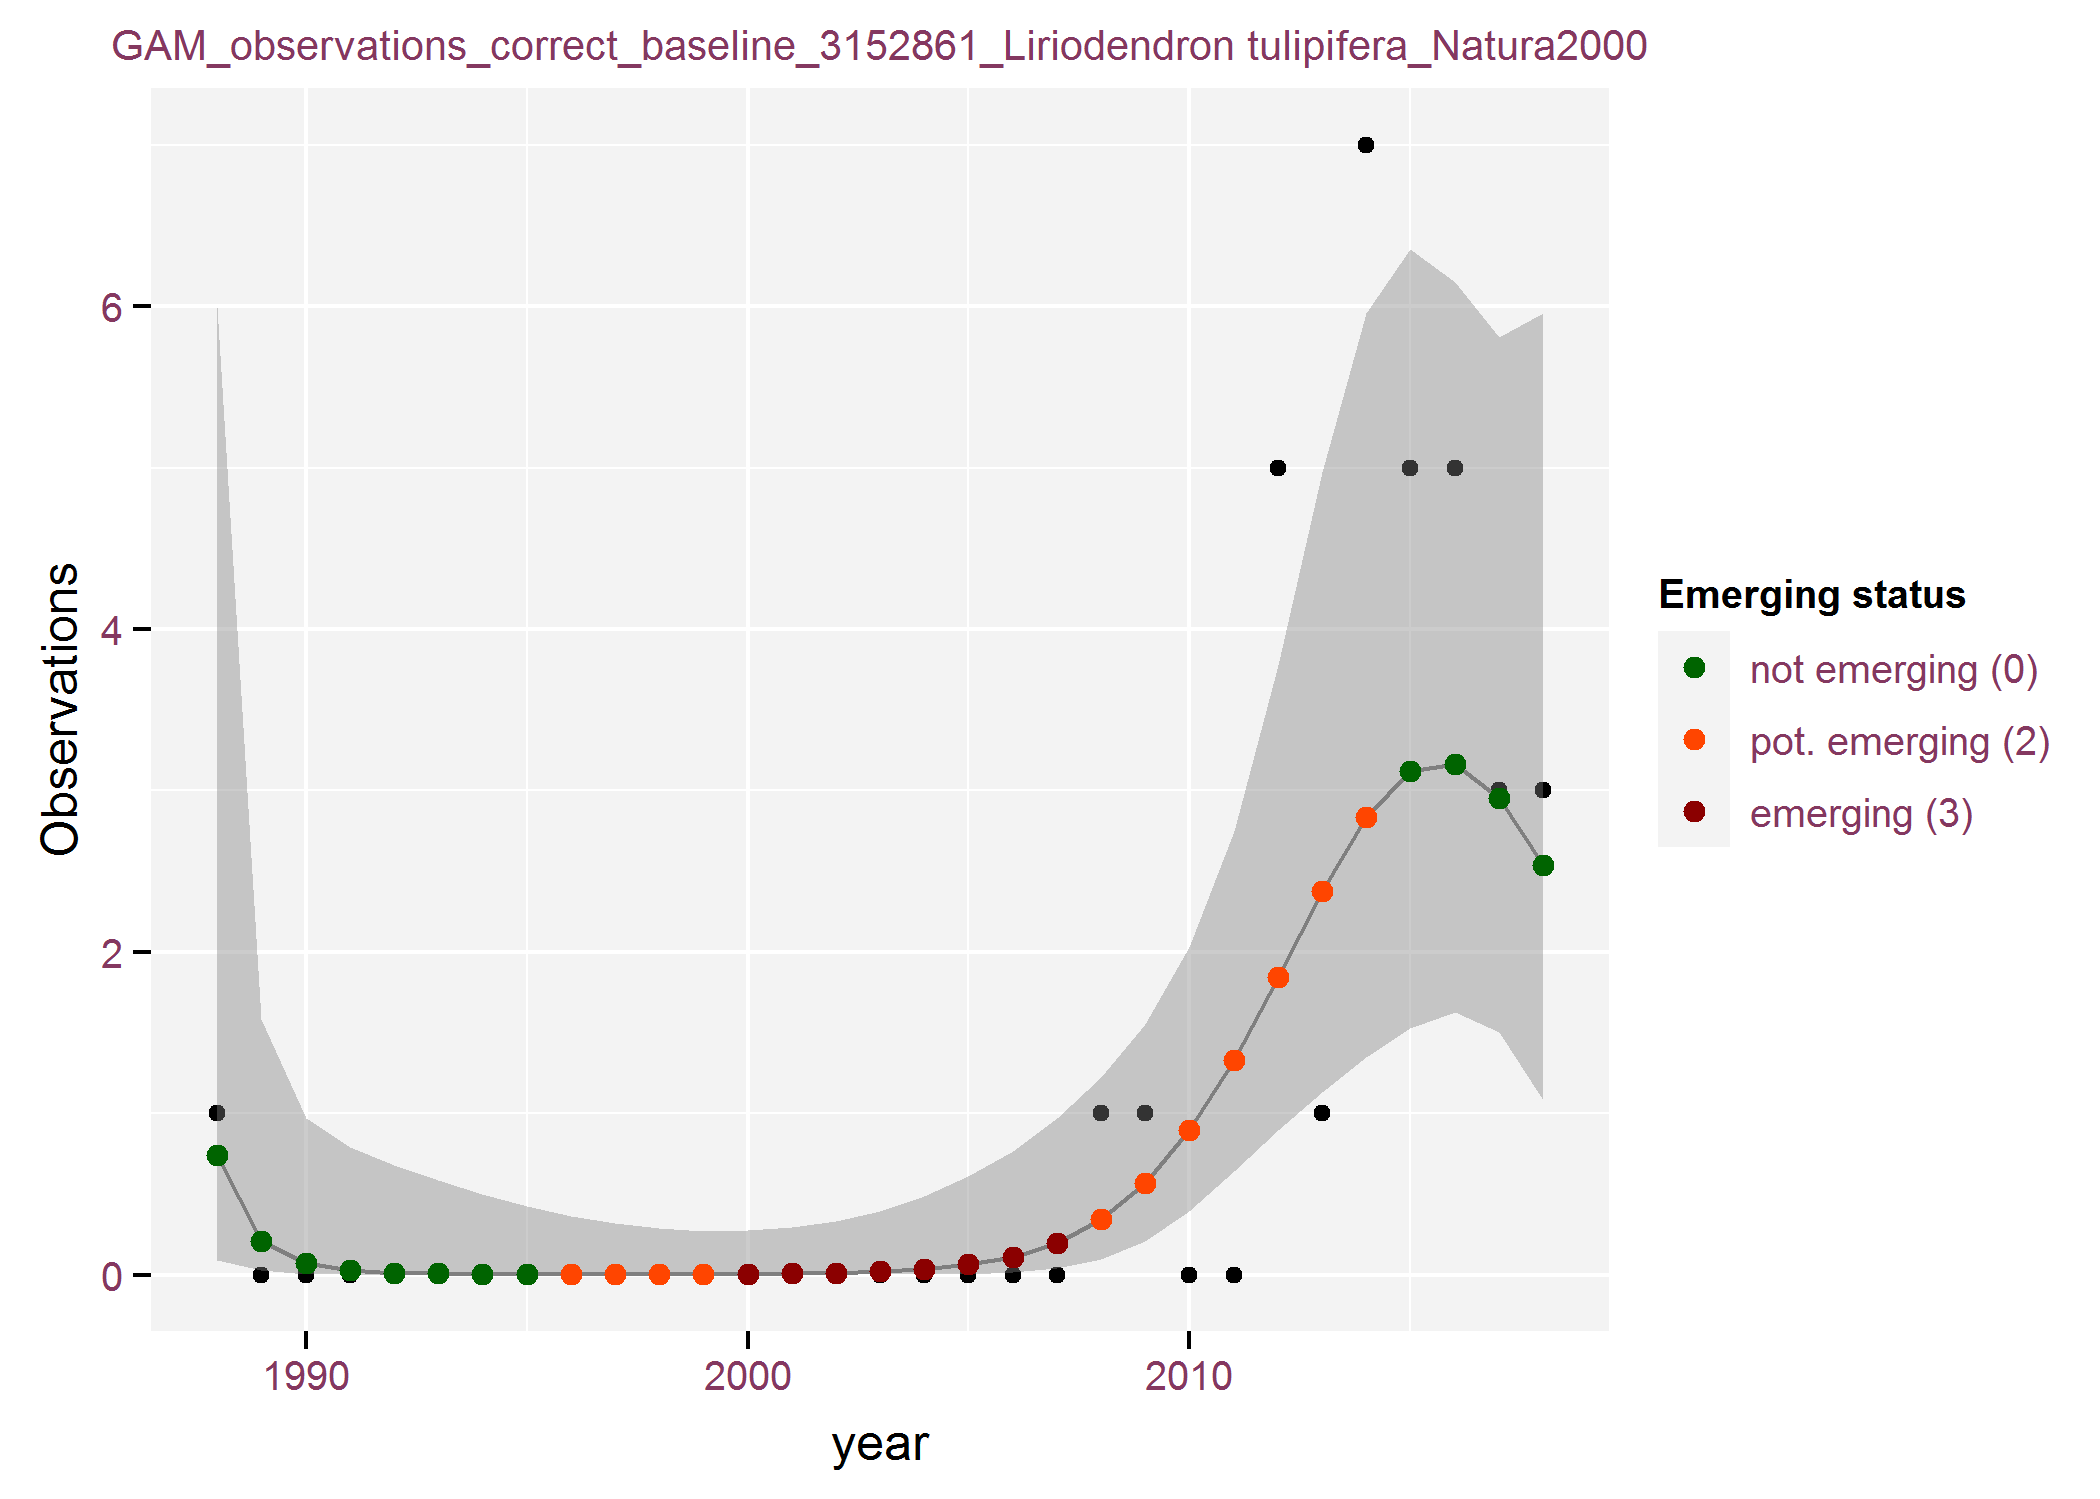 GAM_observations_correct_baseline_3152861_Liriodendron tulipifera_Natura2000
Observations
6
4
2
0
1990
2000
2010
year
Emerging status
not emerging (0)
pot. emerging (2)
emerging (3)